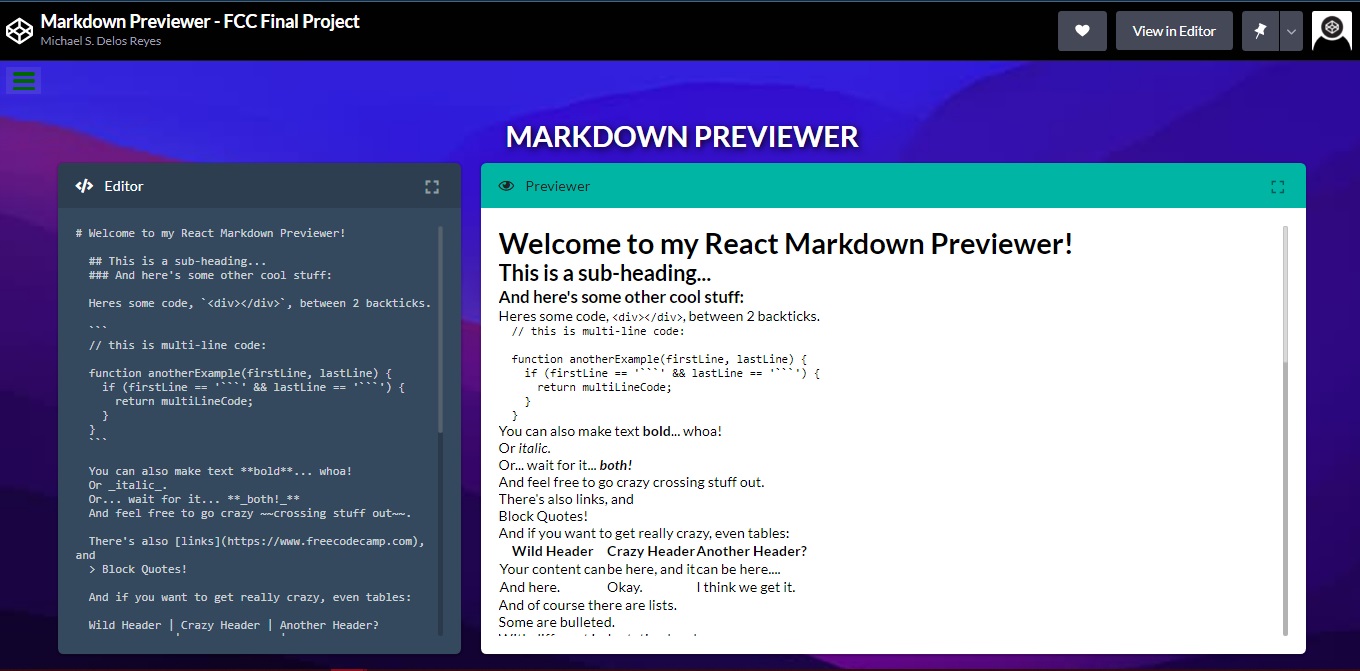 Markdown Previewer - FCC Final Project
Michael S. Delos Reyes
View in Editor
MARKDOWN PREVIEWER
Editor
# Welcome to my React Markdown Previewer!
## This is a sub-heading...
### And here's some other cool stuff:
Heres some code, `<div></div>`, between 2 backticks.
```
// this is multi-line code:
function anotherExample(firstLine, lastLine) {
if (firstLine == '```' && lastLine == '```') {
return multiLineCode;
}
}
```
You can also make text **bold**... whoa!
Or _italic_.
Or... wait for it... **_both!_**
And feel free to go crazy ~~crossing stuff out~~.
There's also [links](https://www.freecodecamp.com),
and
> Block Quotes!
And if you want to get really crazy, even tables:
Wild Header | Crazy Header | Another Header?
Previewer
Welcome to my React Markdown Previewer!
This is a sub-heading...
And here's some other cool stuff:
Heres some code, <div></div>, between 2 backticks.
// this is multi-line code:
function anotherExample(firstLine, lastLine) {
if (firstLine == '```' && lastLine == '```') {
return multiLineCode;
}
}
You can also make text bold... whoa!
Or italic.
Or... wait for it... both!
And feel free to go crazy crossing stuff out.
There's also links, and
Block Quotes!
And if you want to get really crazy, even tables:
Wild Header Crazy Header Another Header?
Your content can be here, and it can be here....
And here. Okay. I think we get it.
And of course there are lists.
Some are bulleted.